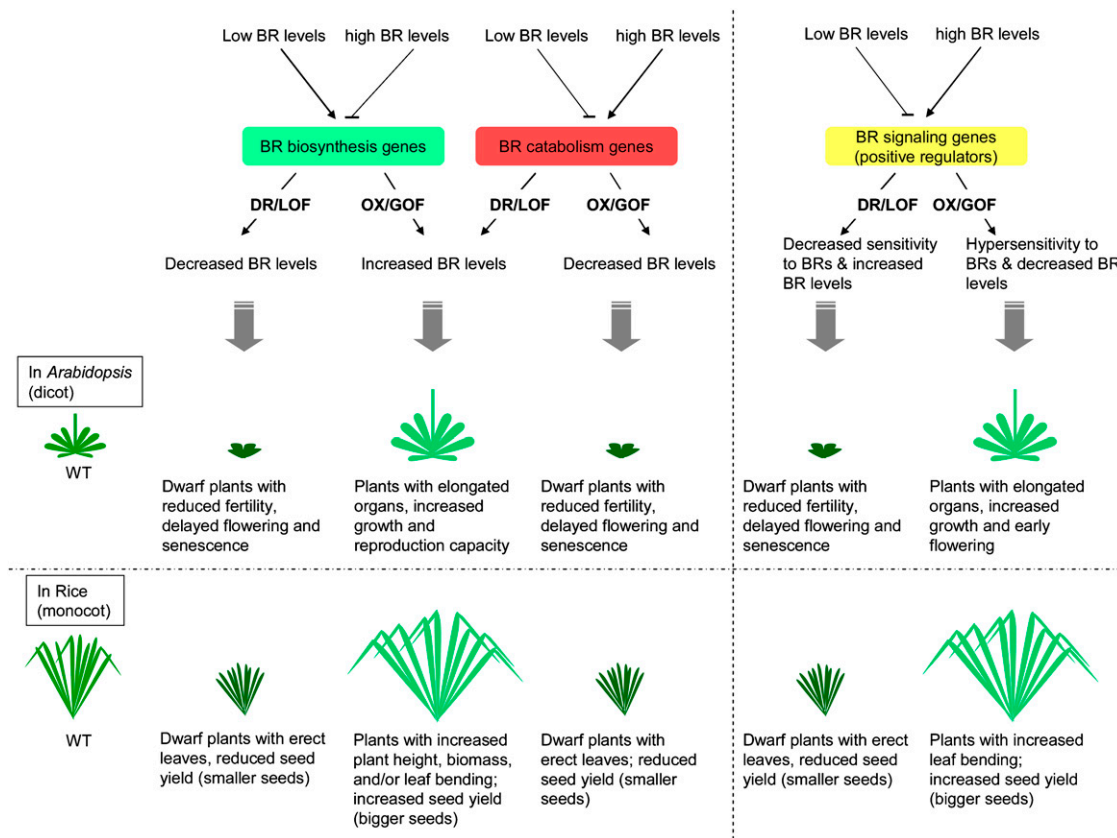 Low BR levels
high BR levels
Low BR levels
high BR levels
Low BR levels
high BR levels
BR biosynthesis genes
BR catabolism genes
BR signaling genes
(positive regulators)
DR/LOF
OX/GOF
DR/LOF
OX/GOF
DR/LOF
OX/GOF
Decreased BR levels
Increased BR levels
Decreased BR levels
Decreased sensitivity
to BRs & increased
BR levels
Hypersensitivity to
BRs & decreased BR
levels
In Arabidopsis
(dicot)
WT
Dwarf plants with
reduced fertility,
delayed flowering and
senescence
Plants with elongated
organs, increased
growth and
reproduction capacity
Dwarf plants with
reduced fertility,
delayed flowering and
senescence
Dwarf plants with
reduced fertility,
delayed flowering and
senescence
Plants with elongated
organs, increased
growth and early
flowering
In Rice
(monocot)
WT
Dwarf plants with erect
leaves, reduced seed
yield (smaller seeds)
Plants with increased
plant height, biomass,
and/or leaf bending;
increased seed yield
(bigger seeds)
Dwarf plants with
erect leaves; reduced
seed yield (smaller
seeds)
Dwarf plants with erect
leaves, reduced seed
yield (smaller seeds)
Plants with increased
leaf bending;
increased seed yield
(bigger seeds)